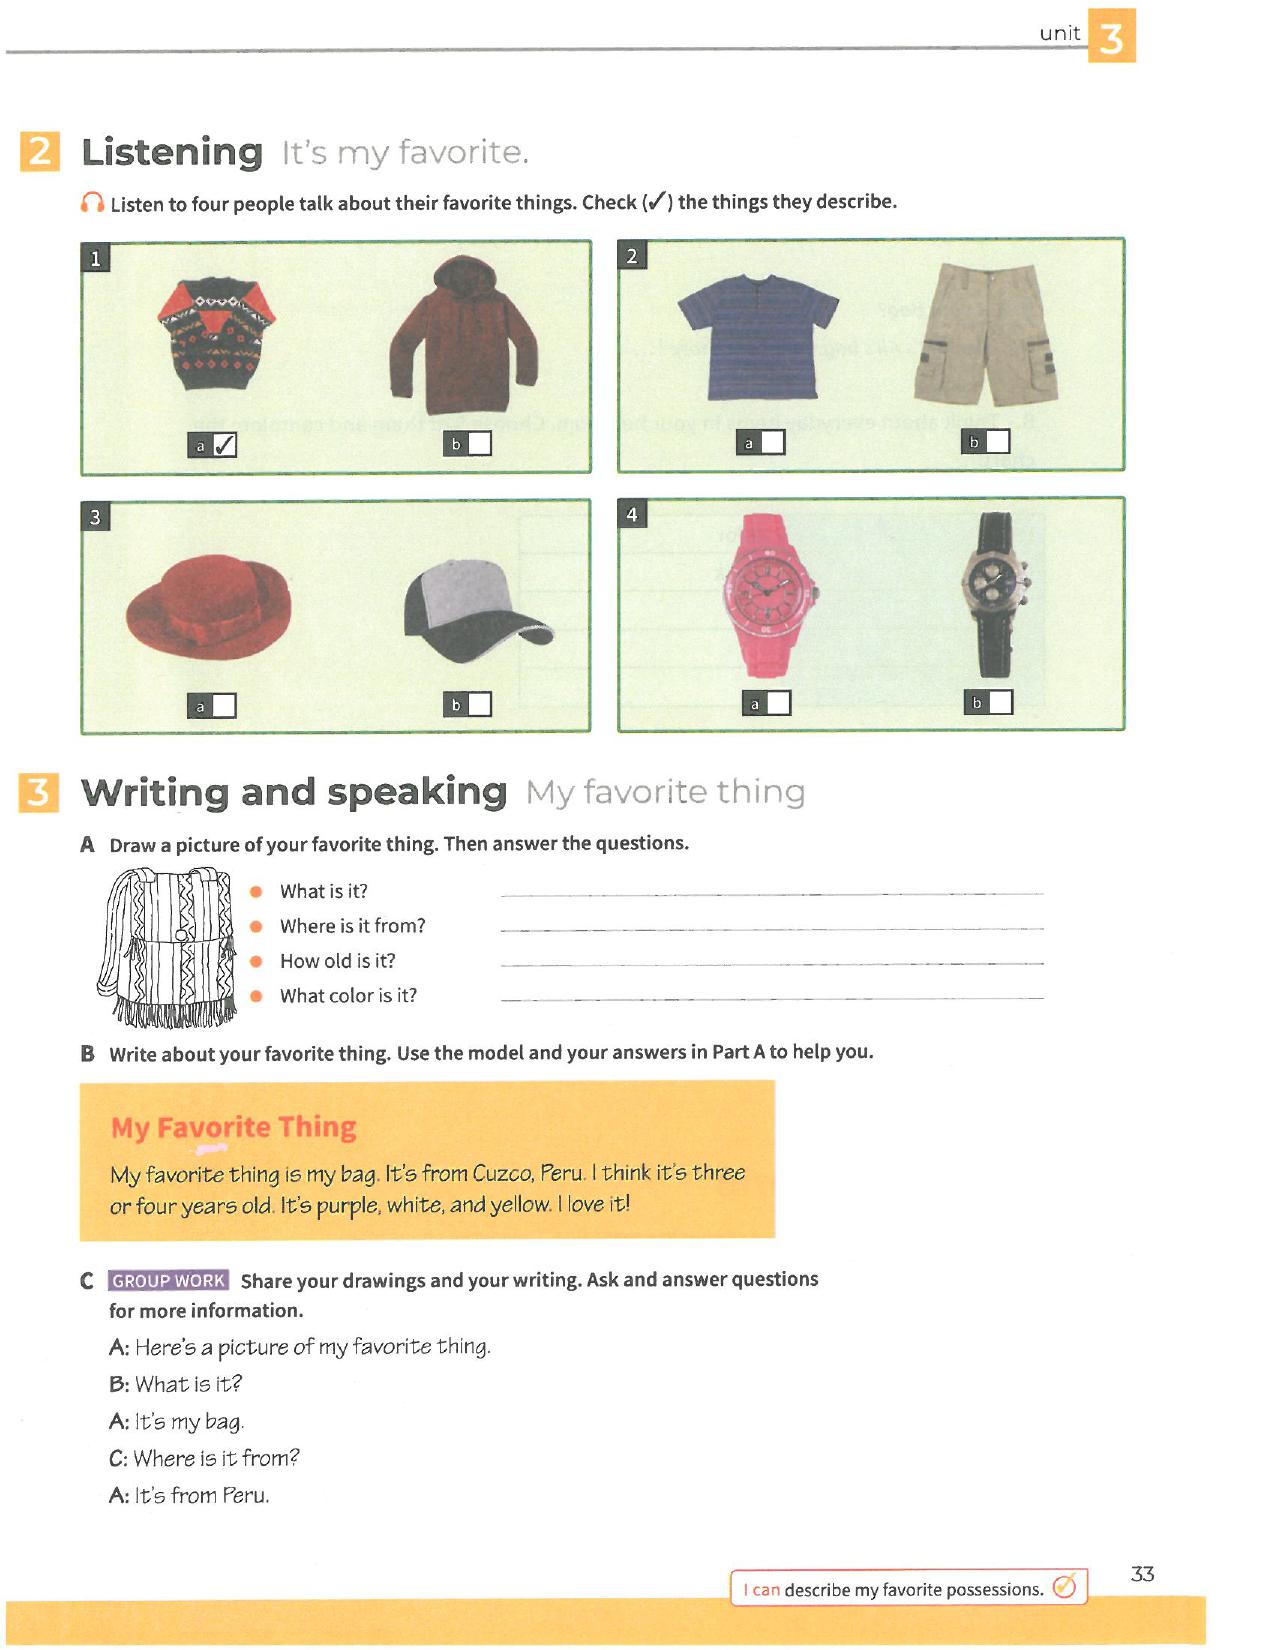 unit 3
2 Listening It's my favorite.
Listen to four people talk about their favorite things. Check (✓) the things they describe.
1
2
a ✓
b
a
b
3
4
a
b
a
b
3 Writing and speaking My favorite thing
A Draw a picture of your favorite thing. Then answer the questions.
• What is it?
• Where is it from?
• How old is it?
• What color is it?
B Write about your favorite thing. Use the model and your answers in Part A to help you.
My Favorite Thing
My favorite thing is my bag. It's from Cuzco, Peru. I think it's three
or four years old. It's purple, white, and yellow. I love it!
C GROUP WORK Share your drawings and your writing. Ask and answer questions
for more information.
A: Here's a picture of my favorite thing.
B: What is it?
A: It's my bag.
C: Where is it from?
A: It's from Peru.
I can describe my favorite possessions.
33